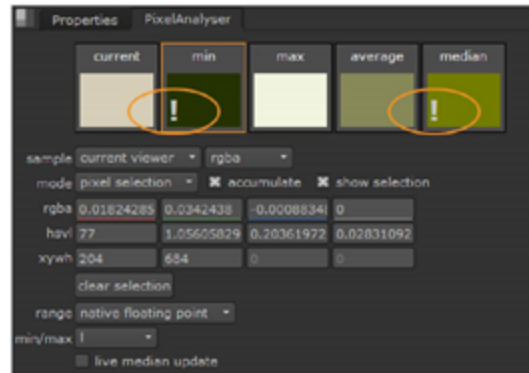 Properties PixelAnalyser
current min max average median
! !
sample current viewer rgba
mode pixel selection accumulate show selection
rgba 0.01824285 0.0342438 -0.0008834 0
hsvl 77 1.05605829 0.20361972 0.02831092
xywh 204 684 0 0
clear selection
range native floating point
min/max !
live median update